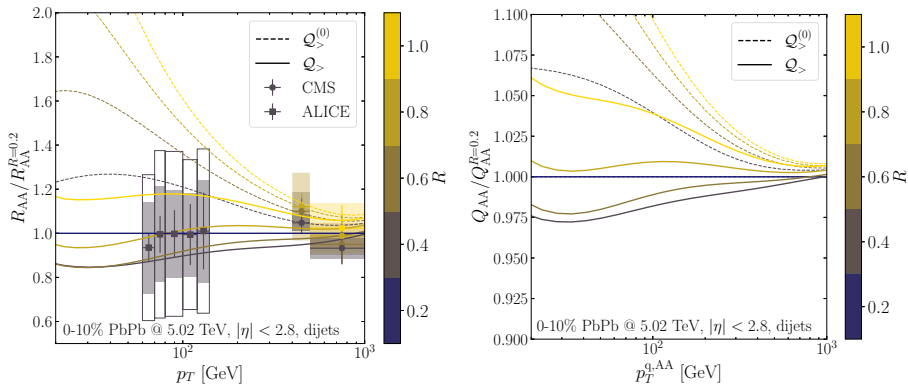 2.0
1.8
1.6
1.4
1.2
1.0
0.8
0.6
R_AA/R_AA^{R=0.2}
Q_>^{(0)}
Q_>
CMS
ALICE
0-10% PbPb @ 5.02 TeV, |η| < 2.8, dijets
10^2
10^3
p_T [GeV]
1.0
0.8
0.6
0.4
0.2
R
1.100
1.075
1.050
1.025
1.000
0.975
0.950
0.925
0.900
Q_AA/Q_AA^{R=0.2}
Q_>^{(0)}
Q_>
0-10% PbPb @ 5.02 TeV, |η| < 2.8, dijets
10^2
10^3
p_T^{q,AA} [GeV]
1.0
0.8
0.6
0.4
0.2
R